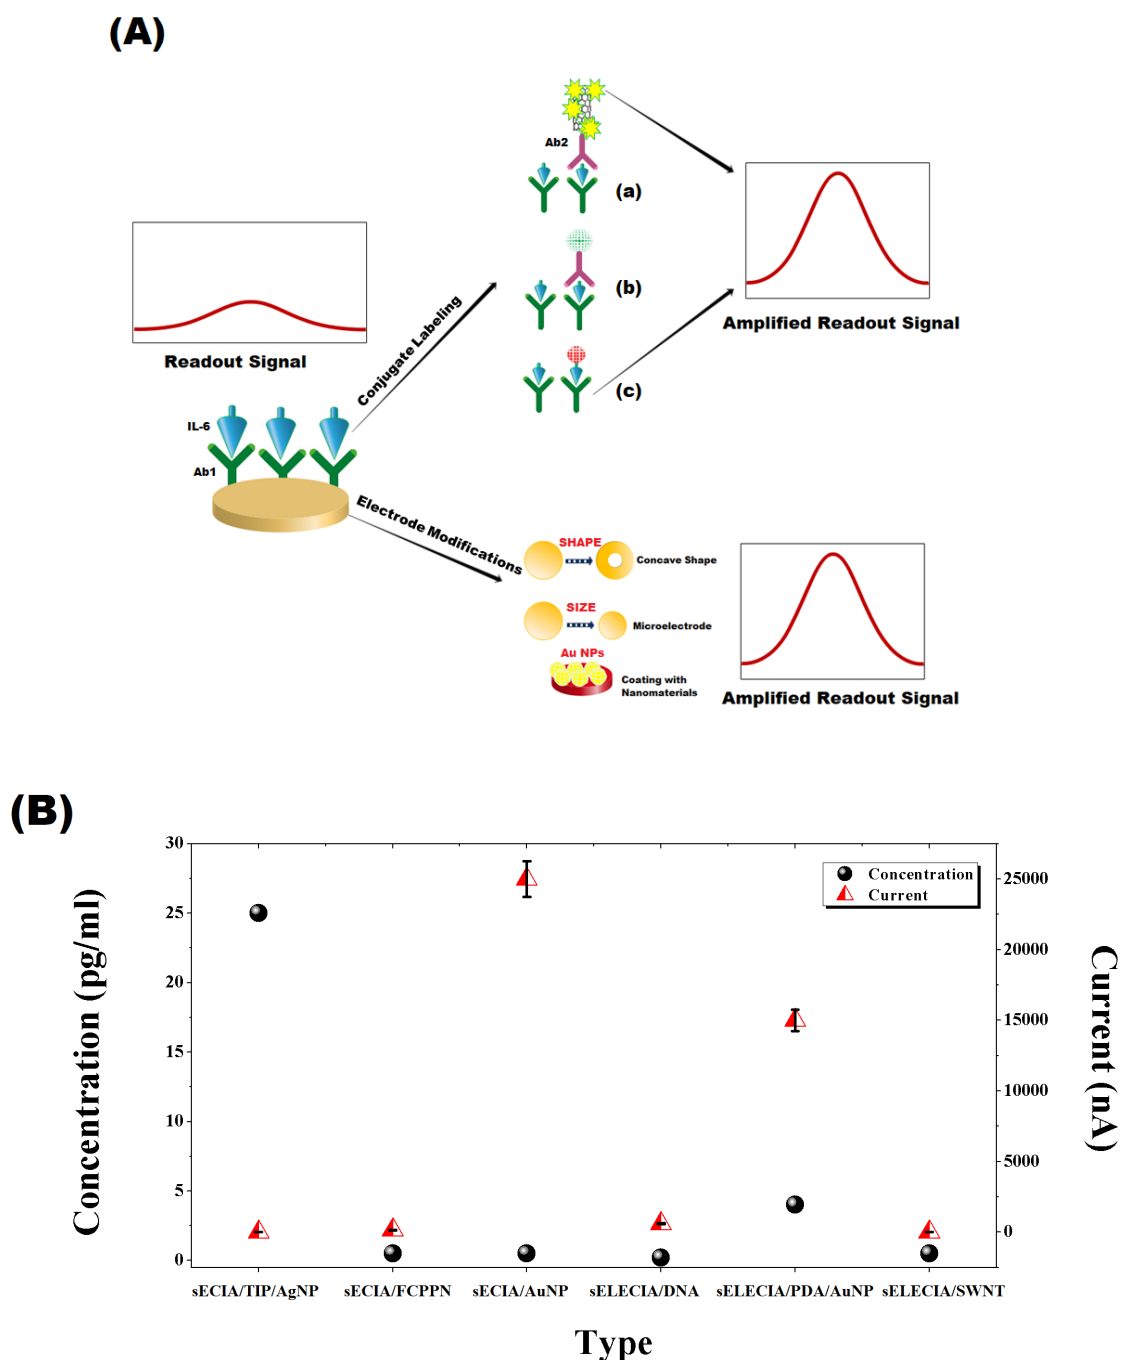 (A)
Ab2
(a)
(b)
(c)
Conjugate Labeling
Readout Signal
Amplified Readout Signal
IL-6
Ab1
Electrode Modifications
SHAPE
Concave Shape
SIZE
Microelectrode
Au NPs
Coating with
Nanomaterials
Amplified Readout Signal
(B)
Concentration (pg/ml)
30
25
20
15
10
5
0
Concentration
Current
25000
20000
15000
10000
5000
0
Current (nA)
sECIA/TIP/AgNP
sECIA/FCPPN
sECIA/AuNP
sELECIA/DNA
sELECIA/PDA/AuNP
sELECIA/SWNT
Type